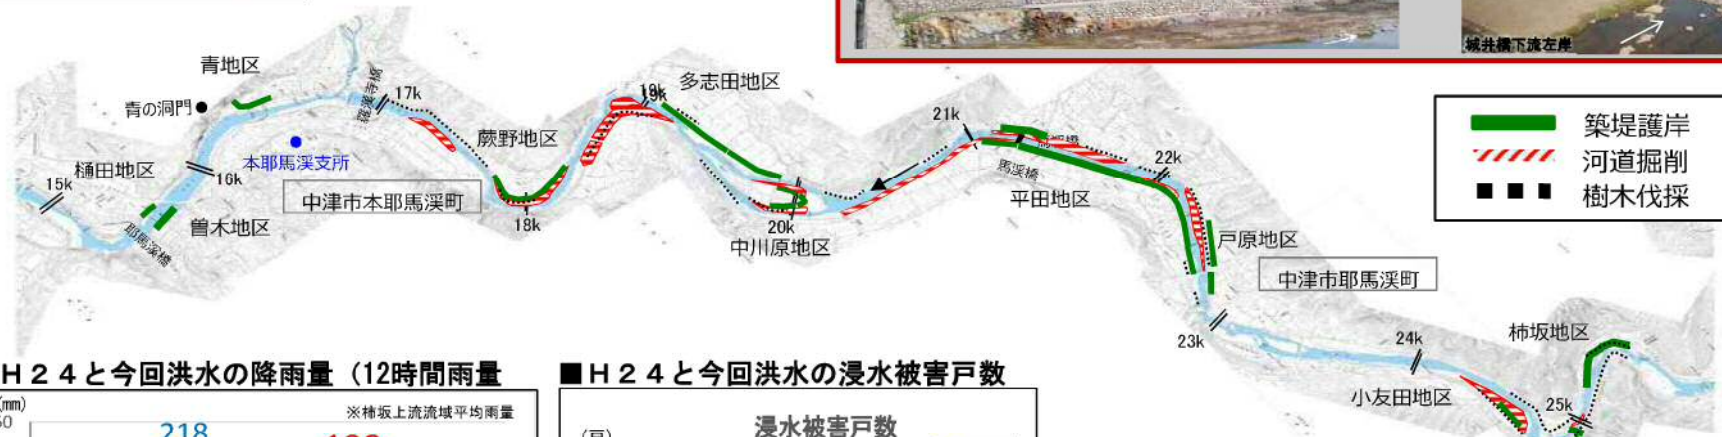 城井橋下流左岸
青地区
青の洞門
羅漢寺橋
17k
19k
多志田地区
蕨野地区
21k
馬渓橋
22k
平田地区
築堤護岸
河道掘削
樹木伐採
樋田地区
本耶馬渓支所
15k
16k
中津市本耶馬渓町
曽木地区
耶馬渓橋
18k
20k
中川原地区
戸原地区
中津市耶馬渓町
23k
24k
柿坂地区
小友田地区
25k
H24と今回洪水の降雨量（12時間雨量
(mm)
※柿坂上流流域平均雨量
218
■H24と今回洪水の浸水被害戸数
浸水被害戸数